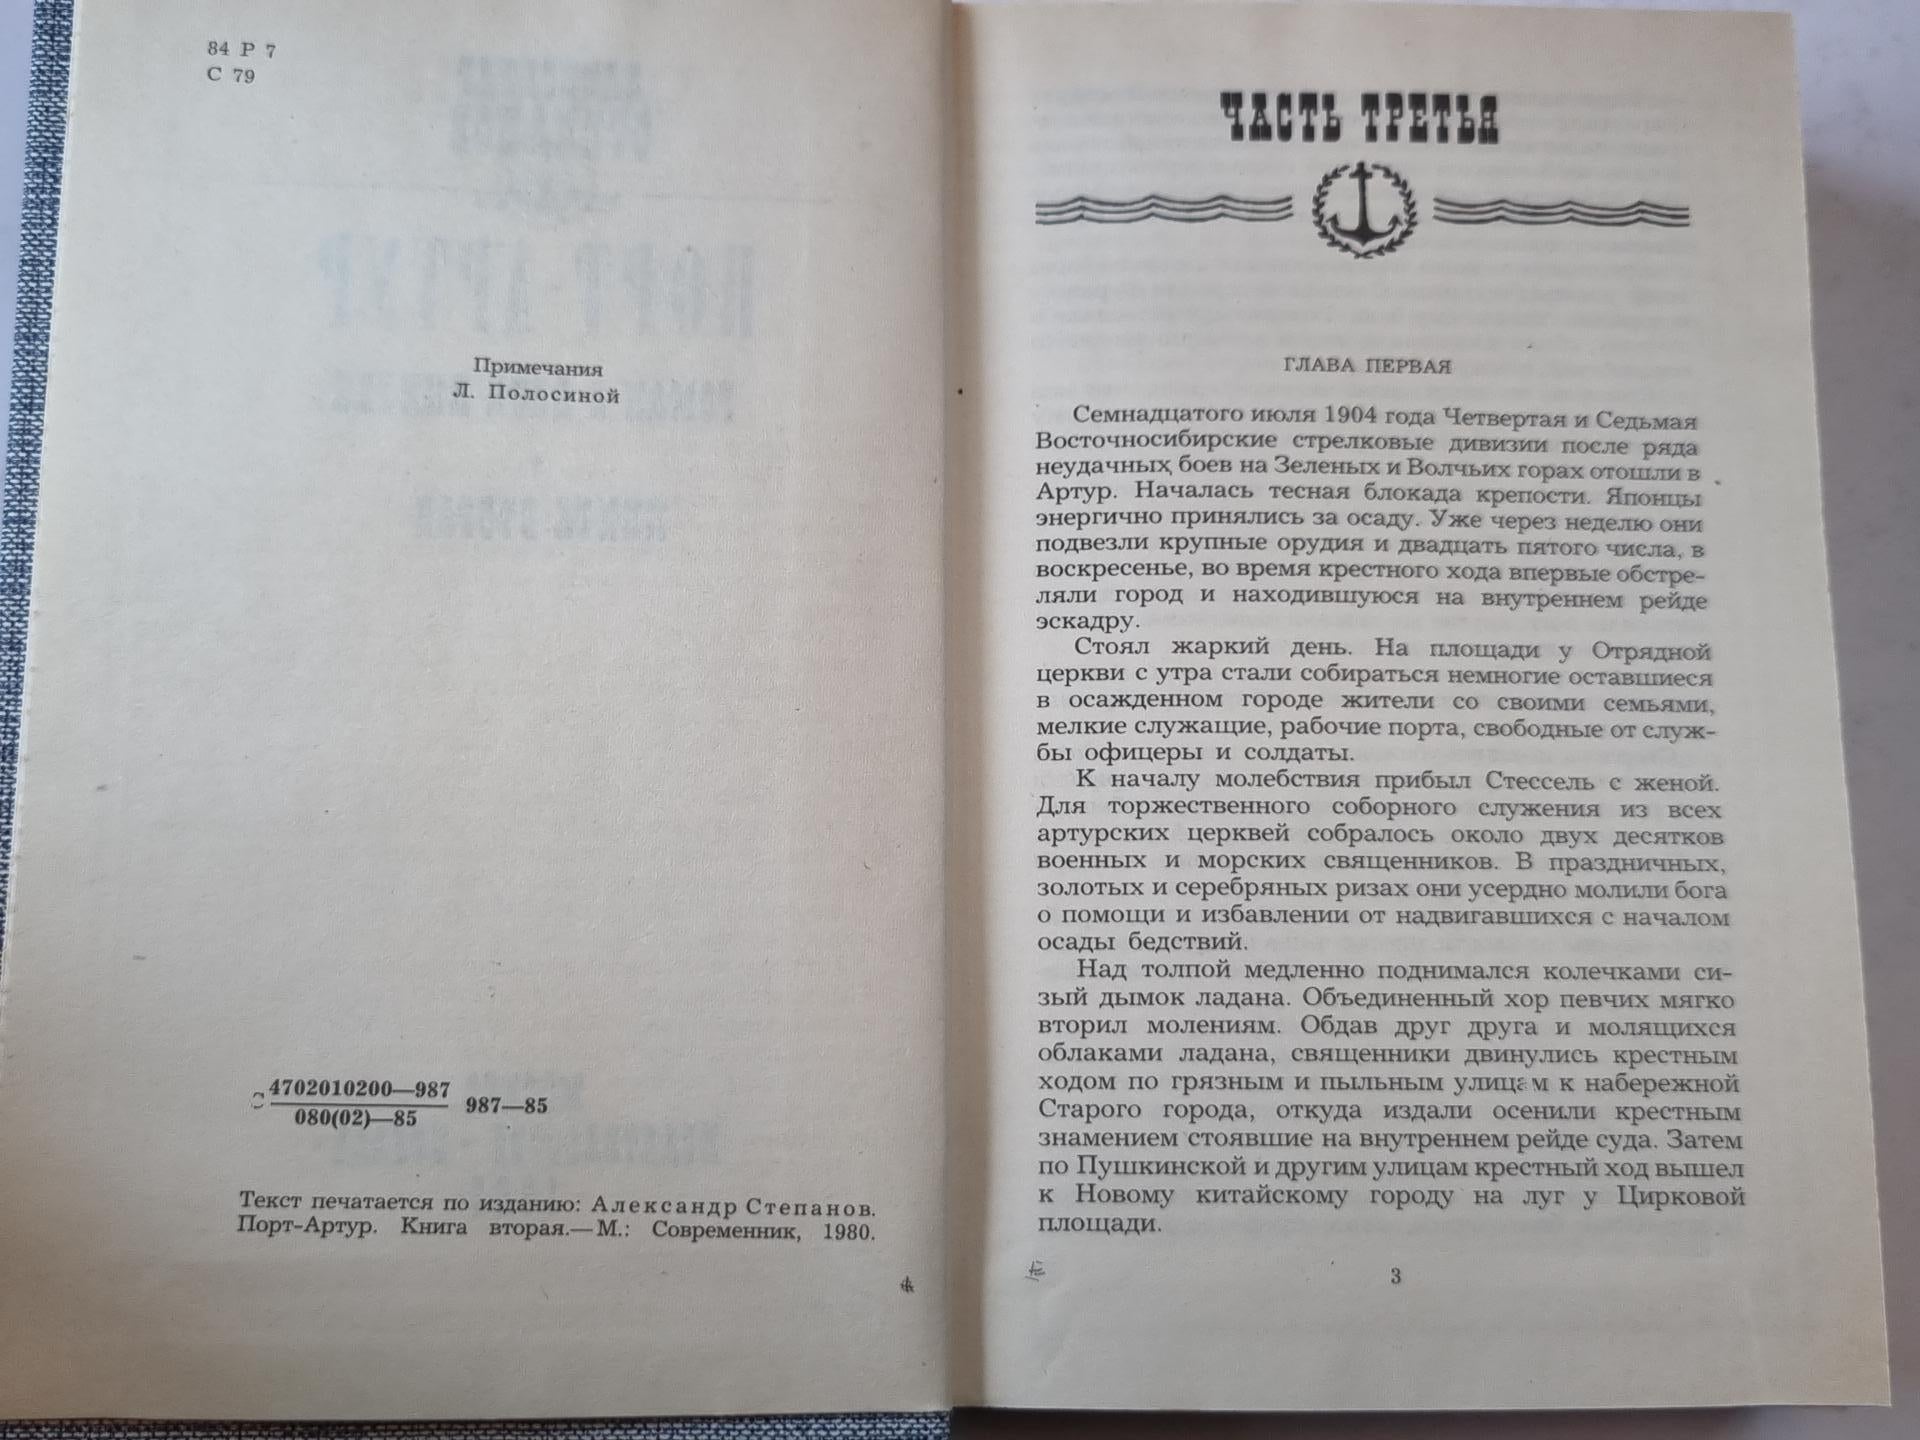 84 Р 7
С 79
Примечания
Л. Полосиной
С 4702010200—987
080(02)—85
987—85
Текст печатается по изданию: Александр Степанов.
Порт-Артур. Книга вторая.— М.: Современник, 1980.
ЧАСТЬ ТРЕТЬЯ
ГЛАВА ПЕРВАЯ
Семнадцатого июля 1904 года Четвертая и Седьмая
Восточносибирские стрелковые дивизии после ряда
неудачных боев на Зеленых и Волчьих горах отошли в
Артур. Началась тесная блокада крепости. Японцы
энергично принялись за осаду. Уже через неделю они
подвезли крупные орудия и двадцать пятого числа, в
воскресенье, во время крестного хода впервые обстре-
ляли город и находившуюся на внутреннем рейде
эскадру.
Стоял жаркий день. На площади у Отрядной
церкви с утра стали собираться немногие оставшиеся
в осажденном городе жители со своими семьями,
мелкие служащие, рабочие порта, свободные от служ-
бы офицеры и солдаты.
К началу молебствия прибыл Стессель с женой.
Для торжественного соборного служения из всех
артурских церквей собралось около двух десятков
военных и морских священников. В праздничных,
золотых и серебряных ризах они усердно молили бога
о помощи и избавлении от надвигавшихся с началом
осады бедствий.
Над толпой медленно поднимался колечками си-
зый дымок ладана. Объединенный хор певчих мягко
вторил молениям. Обдав друг друга и молящихся
облаками ладана, священники двинулись крестным
ходом по грязным и пыльным улицам к набережной
Старого города, откуда издали осенили крестным
знамением стоявшие на внутреннем рейде суда. Затем
по Пушкинской и другим улицам крестный ход вышел
к Новому китайскому городу на луг у Цирковой
площади.
3